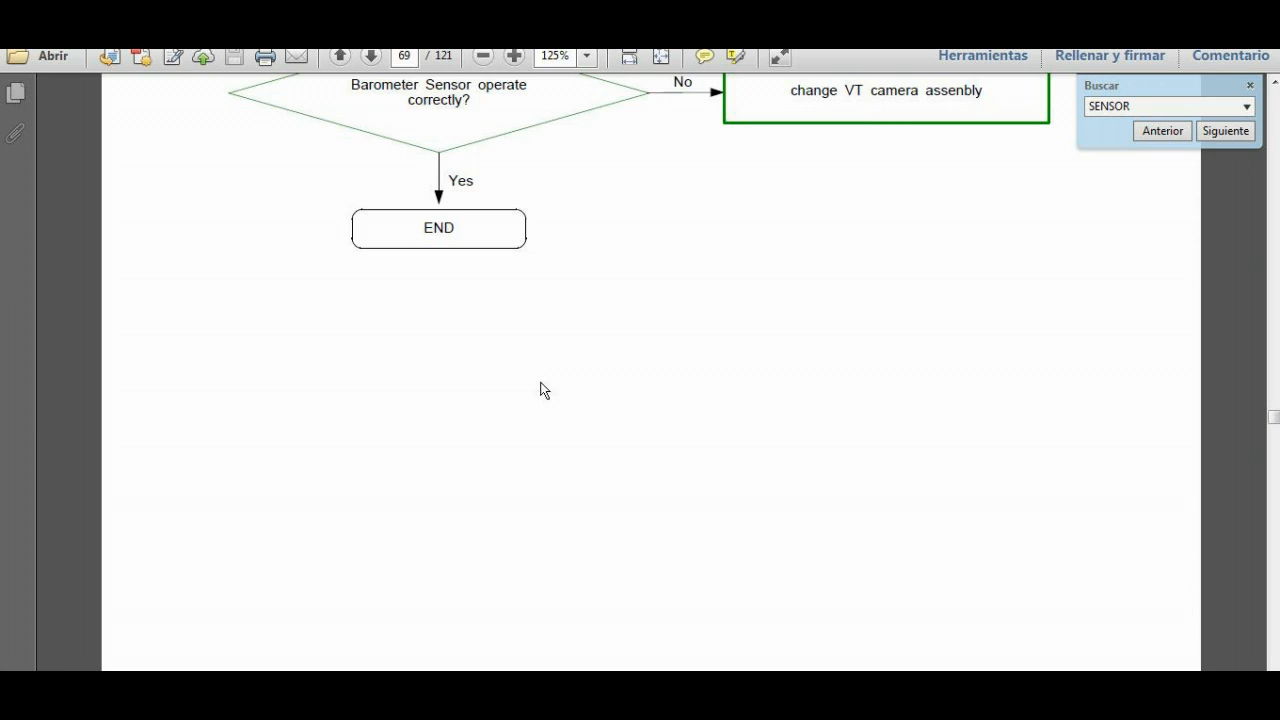 Abrir
69 / 121
125%
Herramientas
Rellenar y firmar
Comentario
Buscar
SENSOR
Anterior
Siguiente
Barometer Sensor operate
correctly?
No
change VT camera assenbly
Yes
END